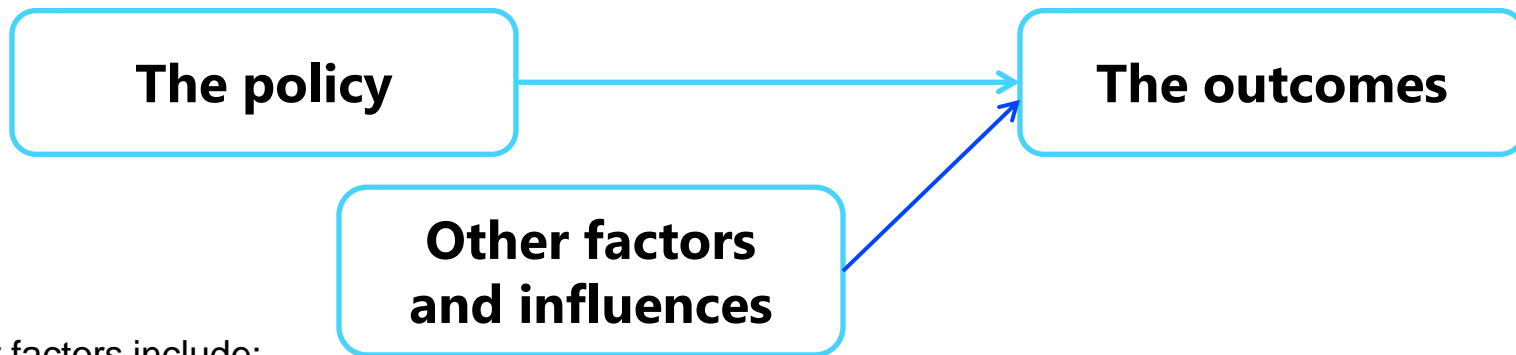 The policy
The outcomes
Other factors
and influences
factors include: